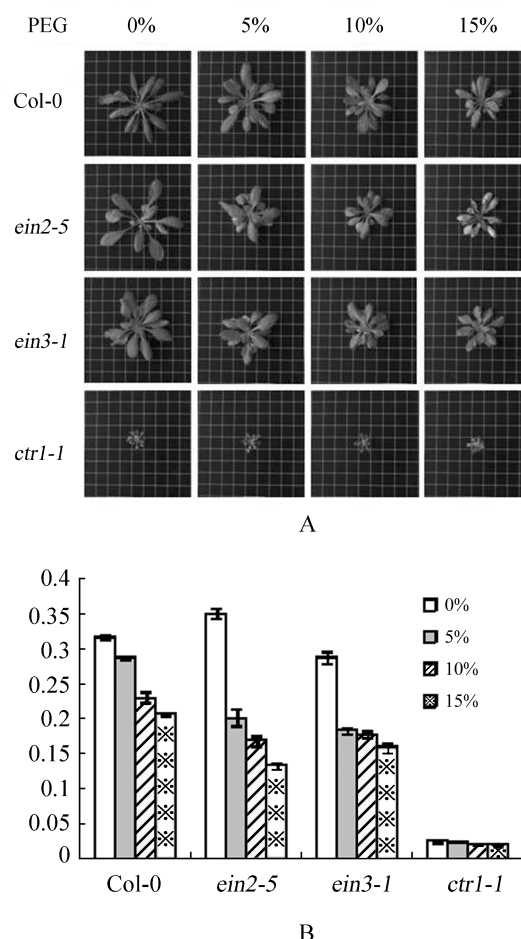 PEG 0% 5% 10% 15%
Col-0
ein2-5
ein3-1
ctr1-1
A
0.4
0.35
0.3
0.25
0.2
0.15
0.1
0.05
0
0%
5%
10%
15%
Col-0 ein2-5 ein3-1 ctr1-1
B